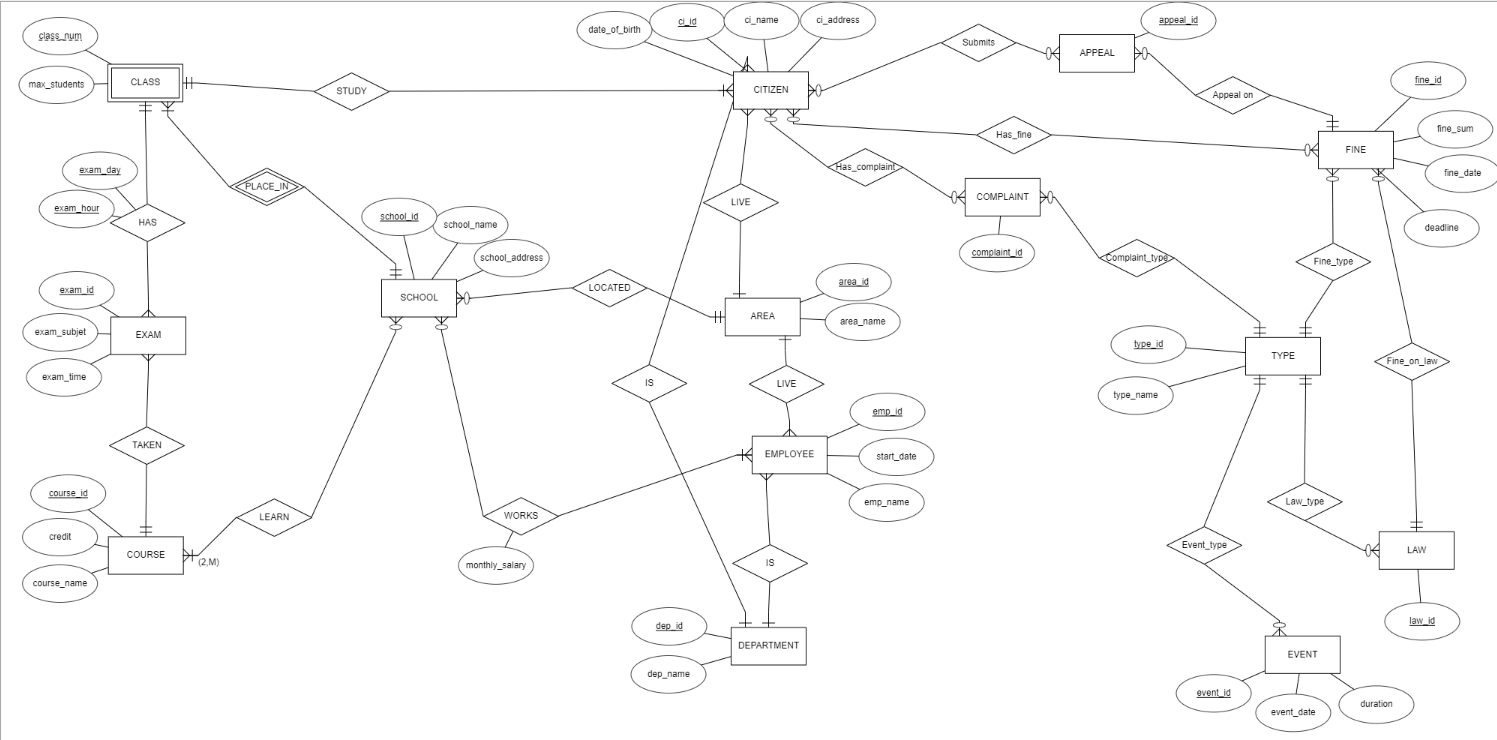 class_num
max_students
CLASS
STUDY
date_of_birth
ci_id
ci_name
ci_address
CITIZEN
Submits
APPEAL
appeal_id
Appeal on
fine_id
fine_sum
fine_date
deadline
FINE
Has_fine
Has_complaint
COMPLAINT
complaint_id
Complaint_type
Fine_type
exam_day
exam_hour
HAS
PLACE_IN
school_id
school_name
school_address
SCHOOL
LOCATED
LIVE
AREA
area_id
area_name
exam_id
exam_subjet
exam_time
EXAM
IS
LIVE
type_id
type_name
TYPE
Fine_on_law
TAKEN
emp_id
start_date
emp_name
EMPLOYEE
course_id
credit
course_name
COURSE
(2,M)
LEARN
WORKS
monthly_salary
IS
Law_type
Event_type
LAW
law_id
dep_id
dep_name
DEPARTMENT
EVENT
event_id
event_date
duration